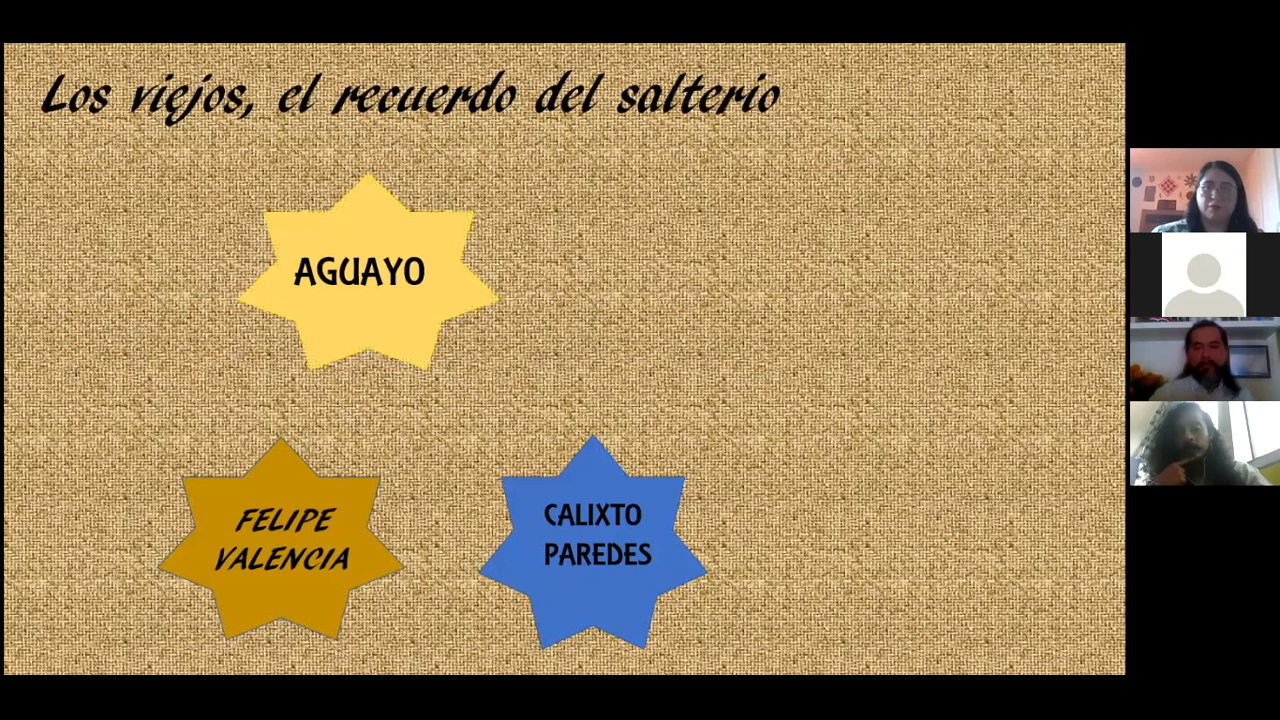 Los viejos, el recuerdo del salterio
AGUAYO
FELIPE
VALENCIA
CALIXTO
PAREDES